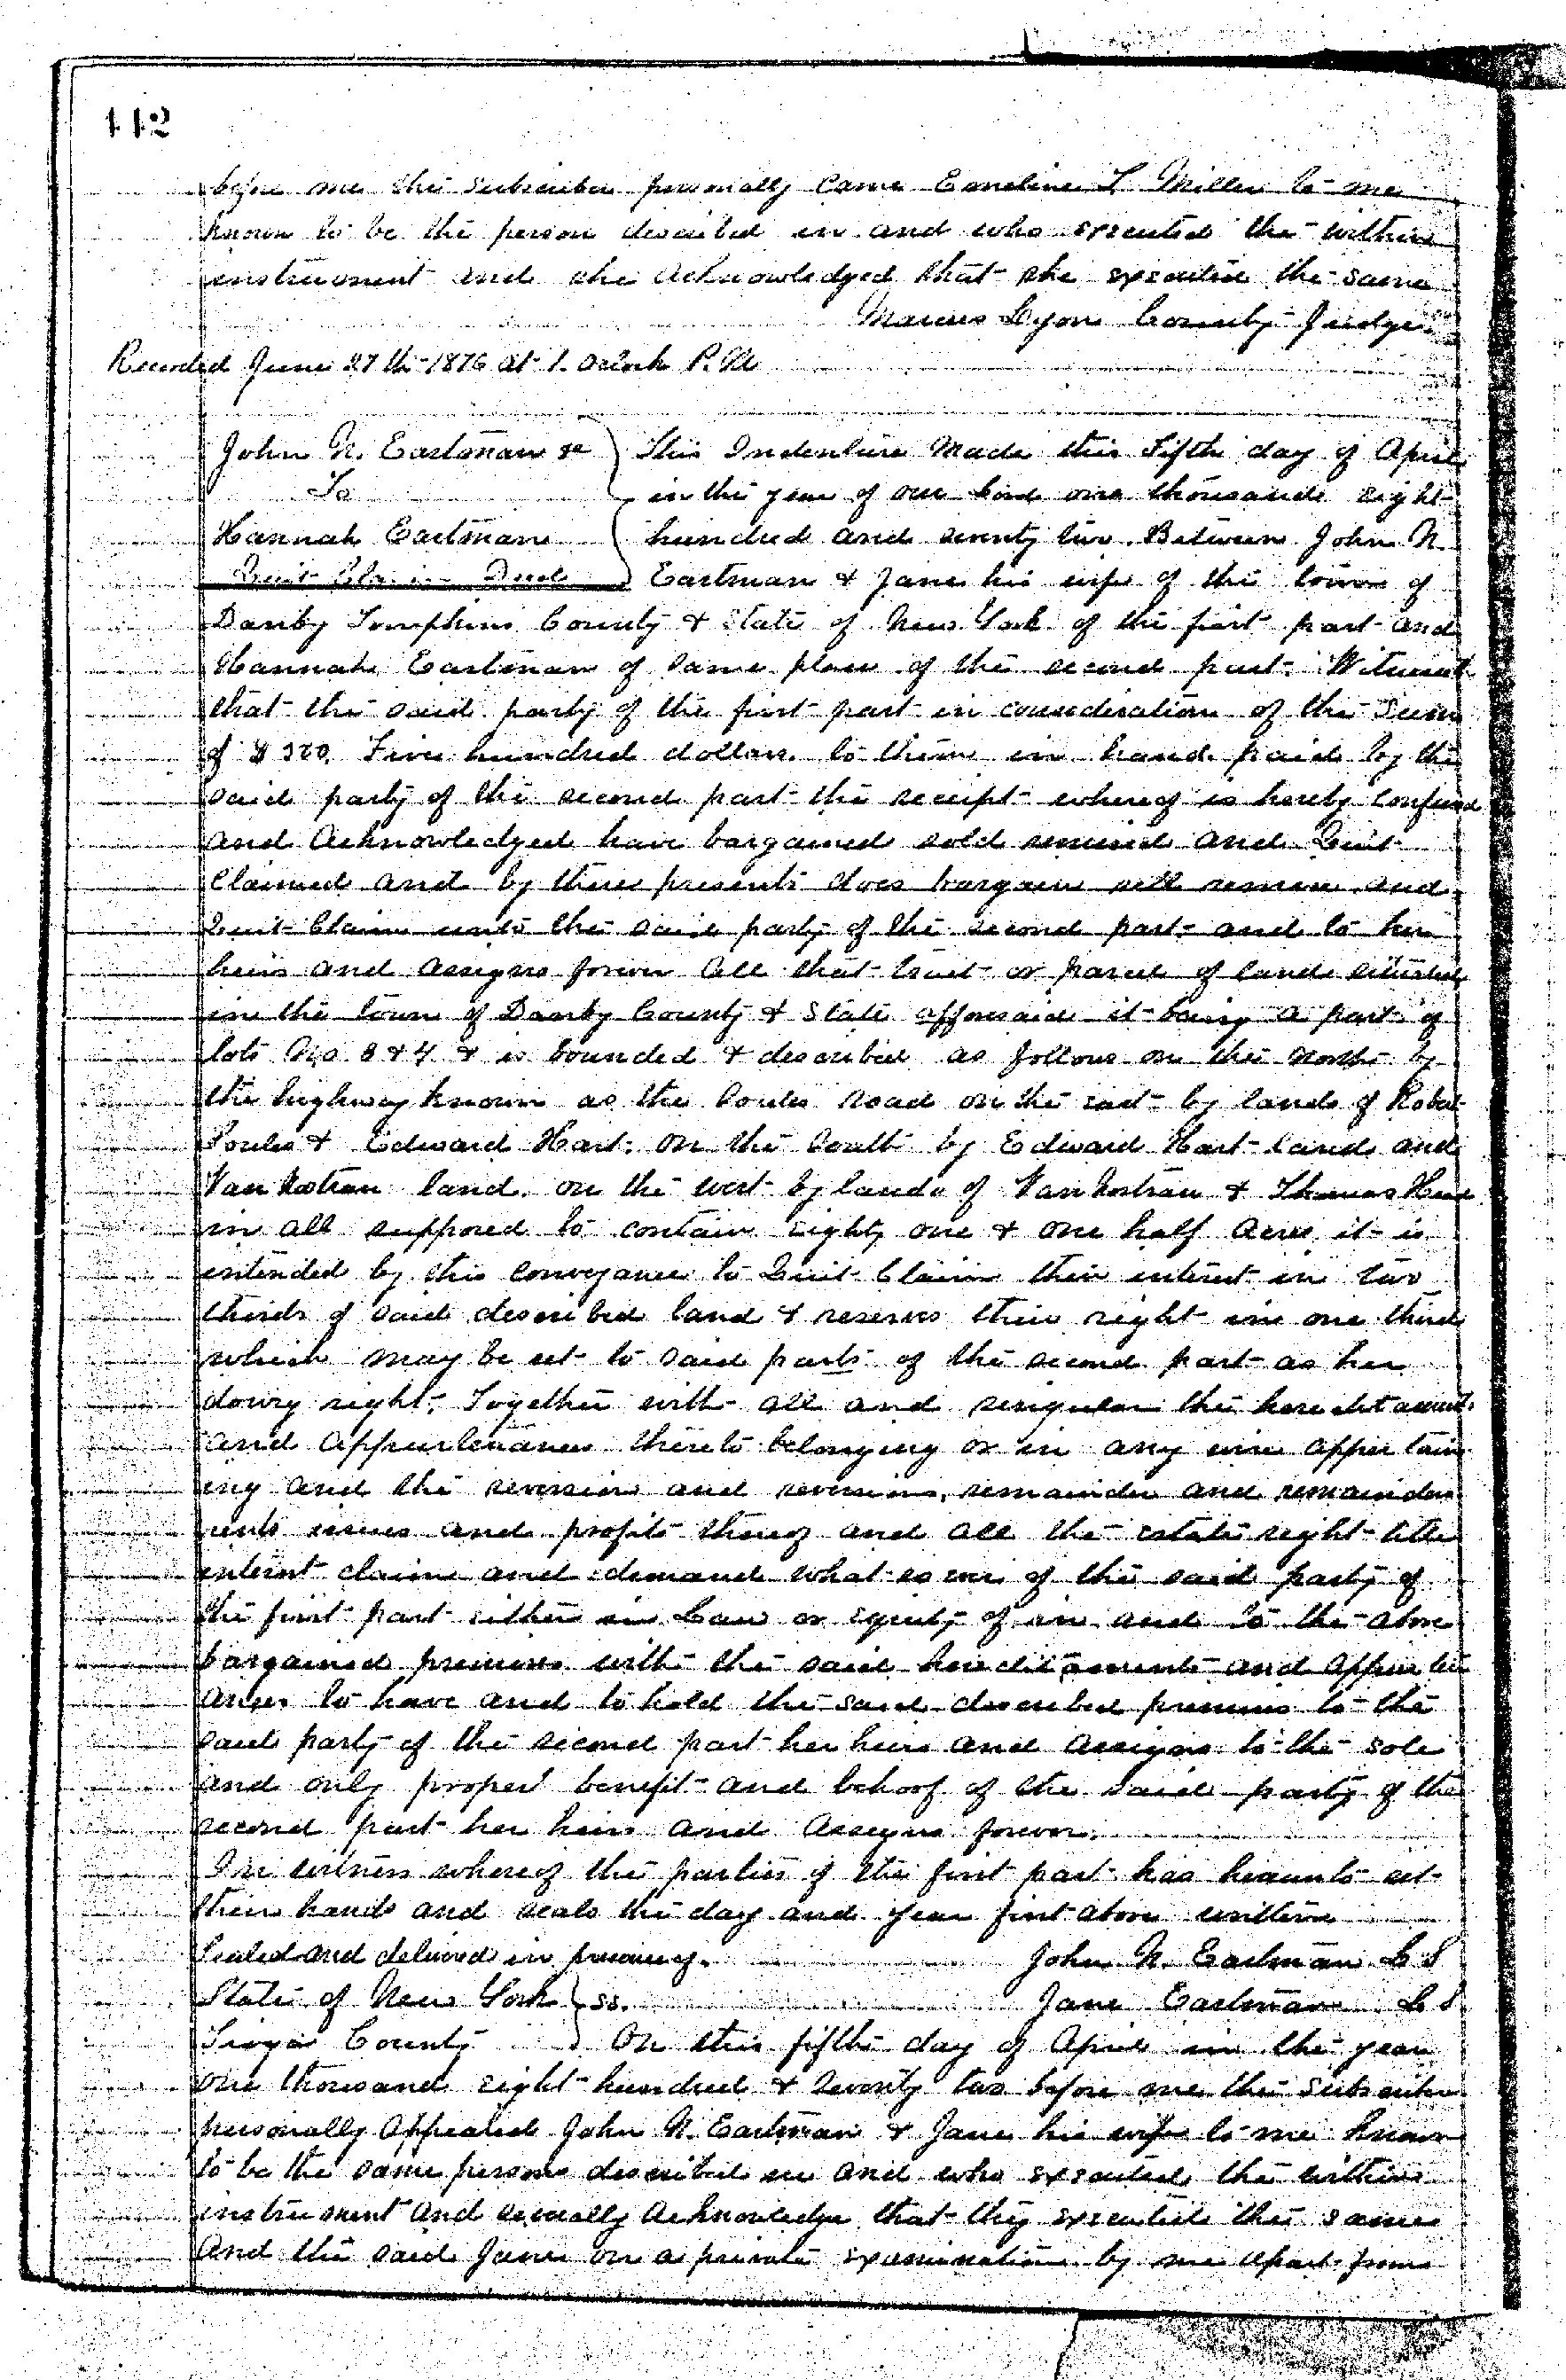 112
before me the subscriber personally came Emeline L Miller to me
known to be the person described in and who executed the within
instrument and she acknowledged that she executed the same
Marcus Lyon County Judge
Recorded June 27th 1876 at 1. oclock P.M
John N. Eastman &c This Indenture Made this Fifth day of April
To in the year of our Lord one thousand eight
Hannah Eastman hundred and seventy two. Between John N.
Quit Claim Deed Eastman & Jane his wife of the town of
Danby Tompkins County & State of New York of the first part and
Hannah Eastman of same place of the second part. Witnesseth
that the said party of the first part in consideration of the Sum
of $500. Five hundred dollars to them in hand paid by the
said party of the second part the receipt whereof is hereby confessed
and Acknowledged have bargained sold remised and Quit
Claimed and by these presents does bargain sell remise and
Quit Claim unto the said party of the second part and to her
heirs and assigns forever All that tract or parcel of land situated
in the town of Danby County & State afforesaid it being a part of
lots No. & 4 & is bounded & described as follows on the North by
the highway known as the road on the east by lands of Robert
& Edward Hart. on the South by Edward Hart land and
Van Nostran land. on the west by lands of Van Nostran & Thomas
in all supposed to contain eighty one & one half Acres it is
intended by this conveyance to Quit Claim their interest in two
thirds of said described land & reserves their right in one third
which may be set to said party of the second part as her
dowry right. Together with all and singular the hereditaments
and Appurtenances thereto belonging or in any wise appertain
ing and the reversion and reversions, remainder and remainders
rents issues and profits thereof and all the estate right title
interest claim and demand what so ever of the said party of
the first part either in Law or equity of in and to the above
bargained premises with the said hereditaments and appurten
ances to have and to hold the said described premises to the
said party of the second part her heirs and Assigns to the sole
and only proper benefit and behoof of the said party of the
second part her heirs and Assigns forever.
In witness whereof the parties of the first part has hereunto set
their hands and seals the day and year first above written
Sealed and delivered in presency. John N. Eastman L S
State of New York } ss. Jane Eastman L S
Tioga County On this fifth day of April in the year
one thousand eight hundred & seventy two before me the subscriber
personally Appeared John N. Eastman & Jane his wife to me known
to be the same persons described in and who executed the within
instrument and severally acknowledge that they executed the same
And the said Jane on a private examination by me apart from